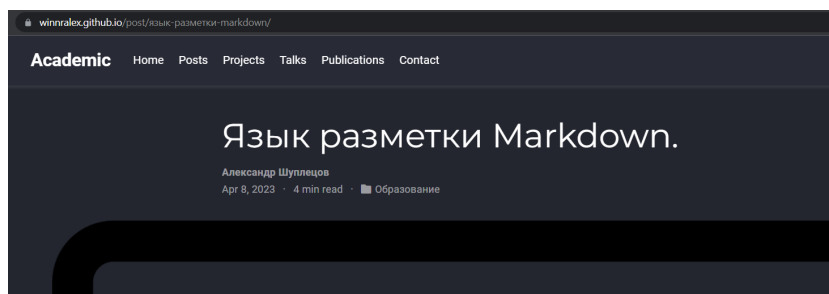 winnralex.github.io/post/язык-разметки-markdown/
Academic Home Posts Projects Talks Publications Contact
Язык разметки Markdown.
Александр Шуплецов
Apr 8, 2023 · 4 min read · Образование